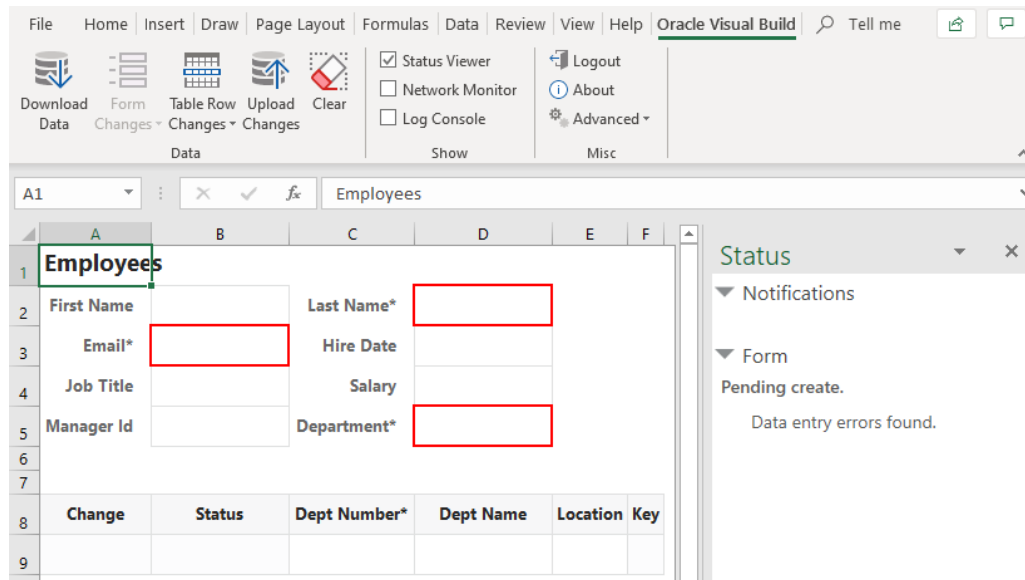 File Home Insert Draw Page Layout Formulas Data Review View Help Oracle Visual Build Tell me
Download Data
Form Changes
Table Row Changes
Upload Changes
Clear
Data
Status Viewer
Network Monitor
Log Console
Show
Logout
About
Advanced
Misc
A1 fx Employees
A B C D E F
1 Employees
2 First Name Last Name*
3 Email* Hire Date
4 Job Title Salary
5 Manager Id Department*
6
7
8 Change Status Dept Number* Dept Name Location Key
9
Status
Notifications
Form
Pending create.
Data entry errors found.